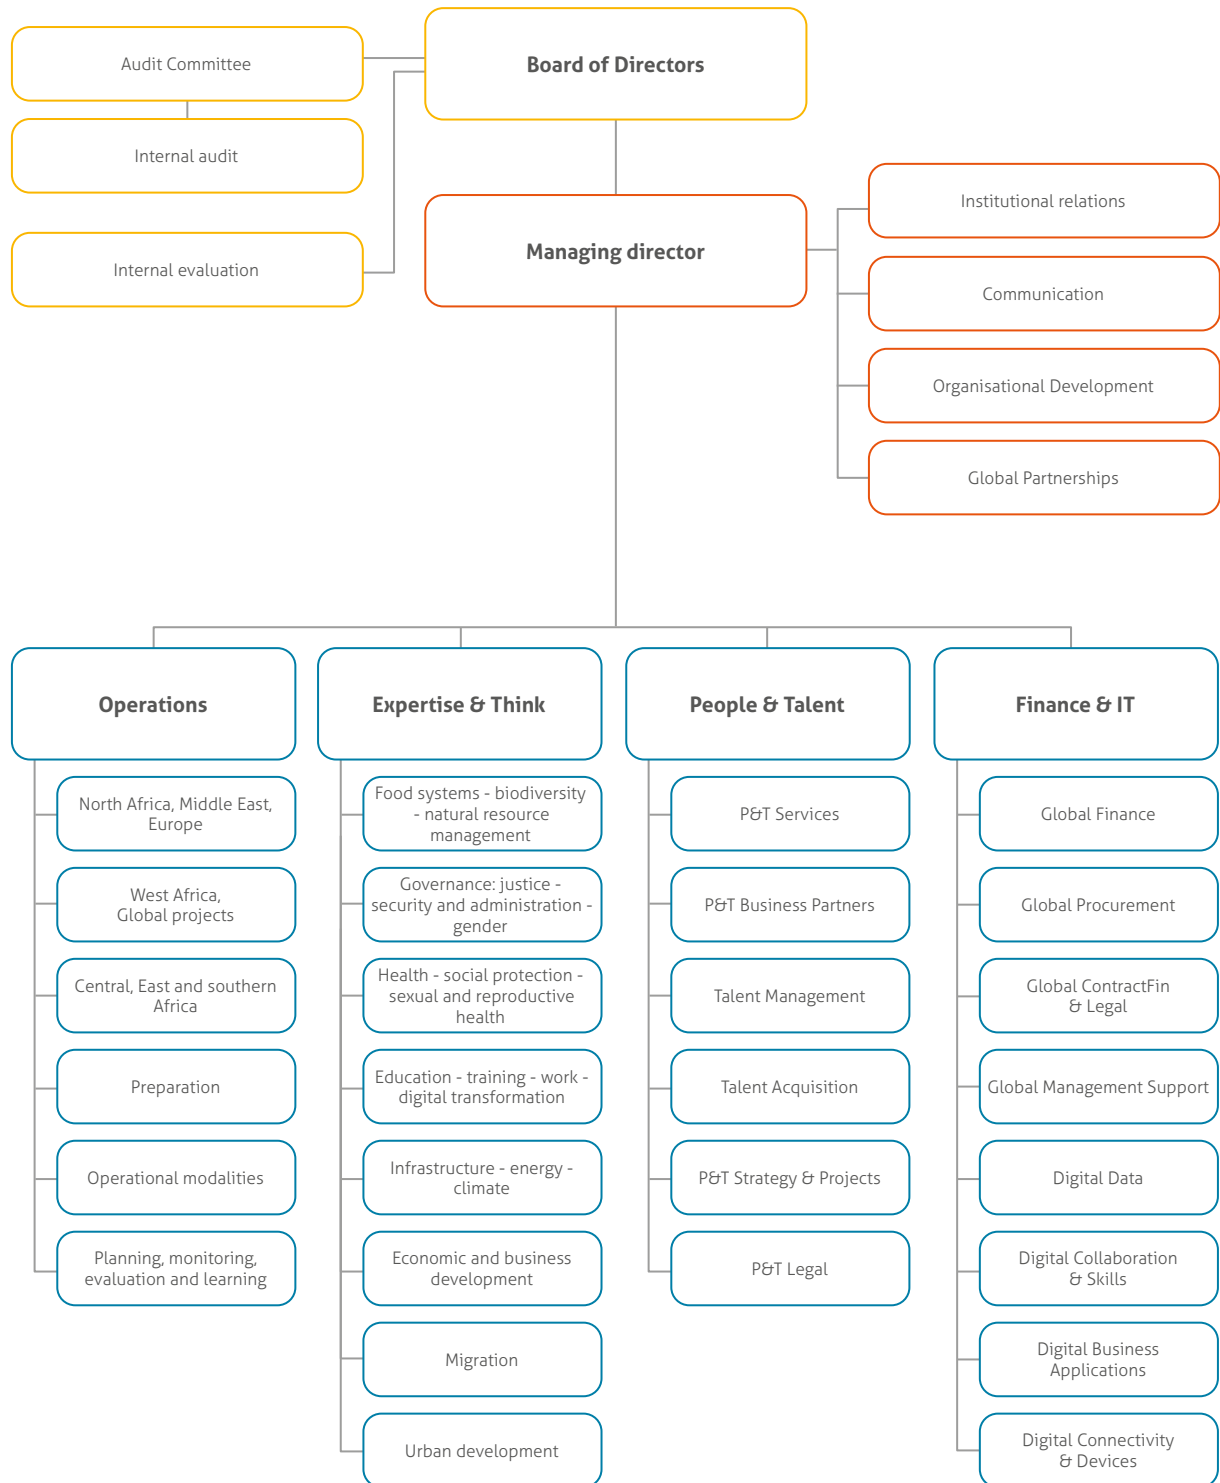 Board of Directors
Audit Committee
Internal audit
Internal evaluation
Managing director
Institutional relations
Communication
Organisational Development
Global Partnerships
Operations
North Africa, Middle East,
Europe
West Africa,
Global projects
Central, East and southern
Africa
Preparation
Operational modalities
Planning, monitoring,
evaluation and learning
Expertise & Think
Food systems - biodiversity
- natural resource
management
Governance: justice -
security and administration -
gender
Health - social protection -
sexual and reproductive
health
Education - training - work -
digital transformation
Infrastructure - energy -
climate
Economic and business
development
Migration
Urban development
People & Talent
P&T Services
P&T Business Partners
Talent Management
Talent Acquisition
P&T Strategy & Projects
P&T Legal
Finance & IT
Global Finance
Global Procurement
Global ContractFin
& Legal
Global Management Support
Digital Data
Digital Collaboration
& Skills
Digital Business
Applications
Digital Connectivity
& Devices